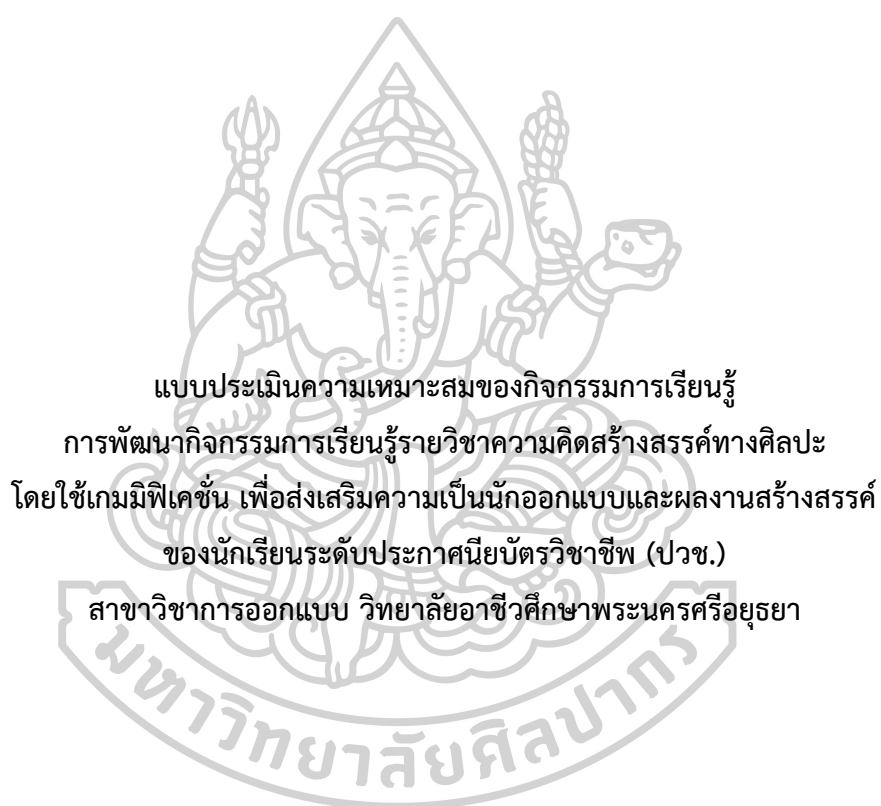 แบบประเมินความเหมาะสมของกิจกรรมการเรียนรู้
การพัฒนากิจกรรมการเรียนรู้รายวิชาความคิดสร้างสรรค์ทางศิลปะ
โดยใช้เกมมิฟิเคชั่น เพื่อส่งเสริมความเป็นนักออกแบบและผลงานสร้างสรรค์
ของนักเรียนระดับประกาศนียบัตรวิชาชีพ (ปวช.)
สาขาวิชาการออกแบบ วิทยาลัยอาชีวศึกษาพระนครศรีอยุธยา
มหาวิทยาลัยศิลปากร